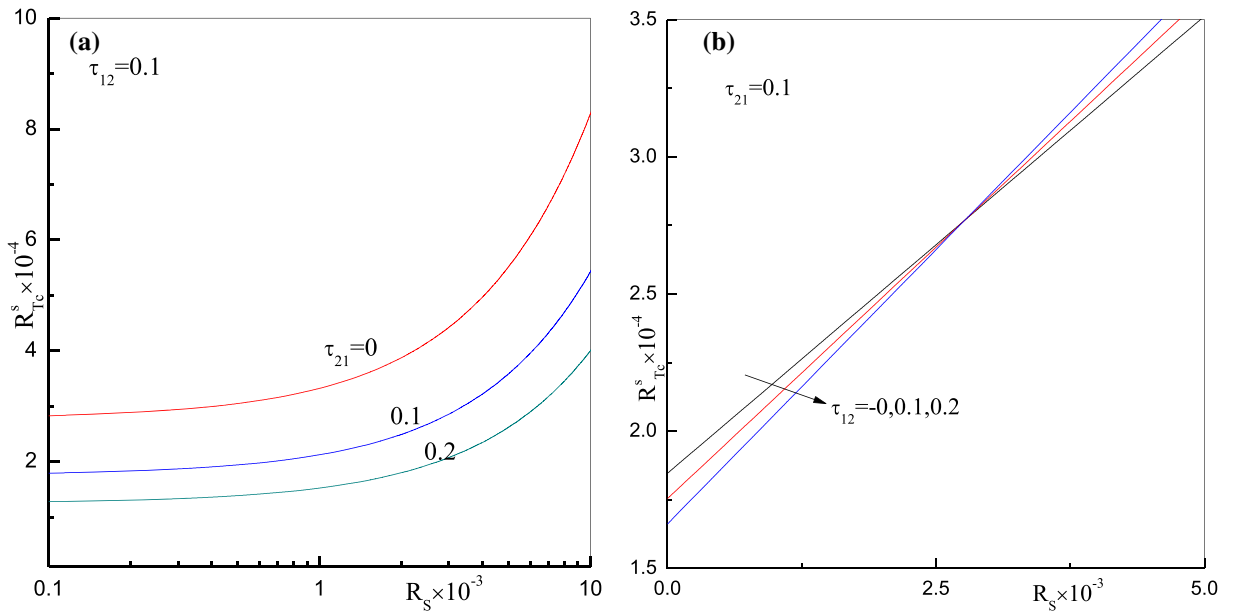 (a)
τ₁₂=0.1
10
8
6
4
2
R^s_Tc×10⁻⁴
τ₂₁=0
0.1
0.2
0.1
1
10
R_S×10⁻³
(b)
τ₂₁=0.1
3.5
3.0
2.5
2.0
1.5
R^s_Tc×10⁻⁴
τ₁₂=-0,0.1,0.2
0.0
2.5
5.0
R_S×10⁻³